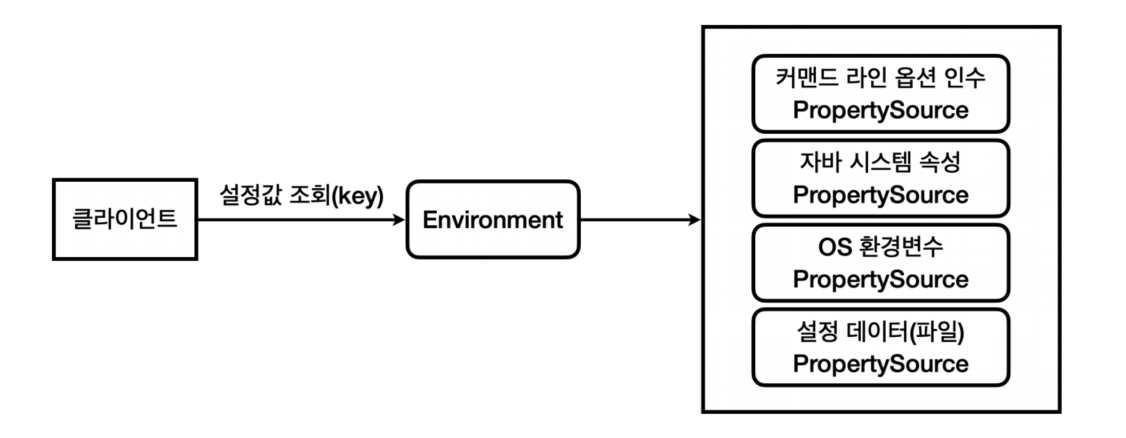 클라이언트
설정값 조회(key)
Environment
커맨드 라인 옵션 인수
PropertySource
자바 시스템 속성
PropertySource
OS 환경변수
PropertySource
설정 데이터(파일)
PropertySource